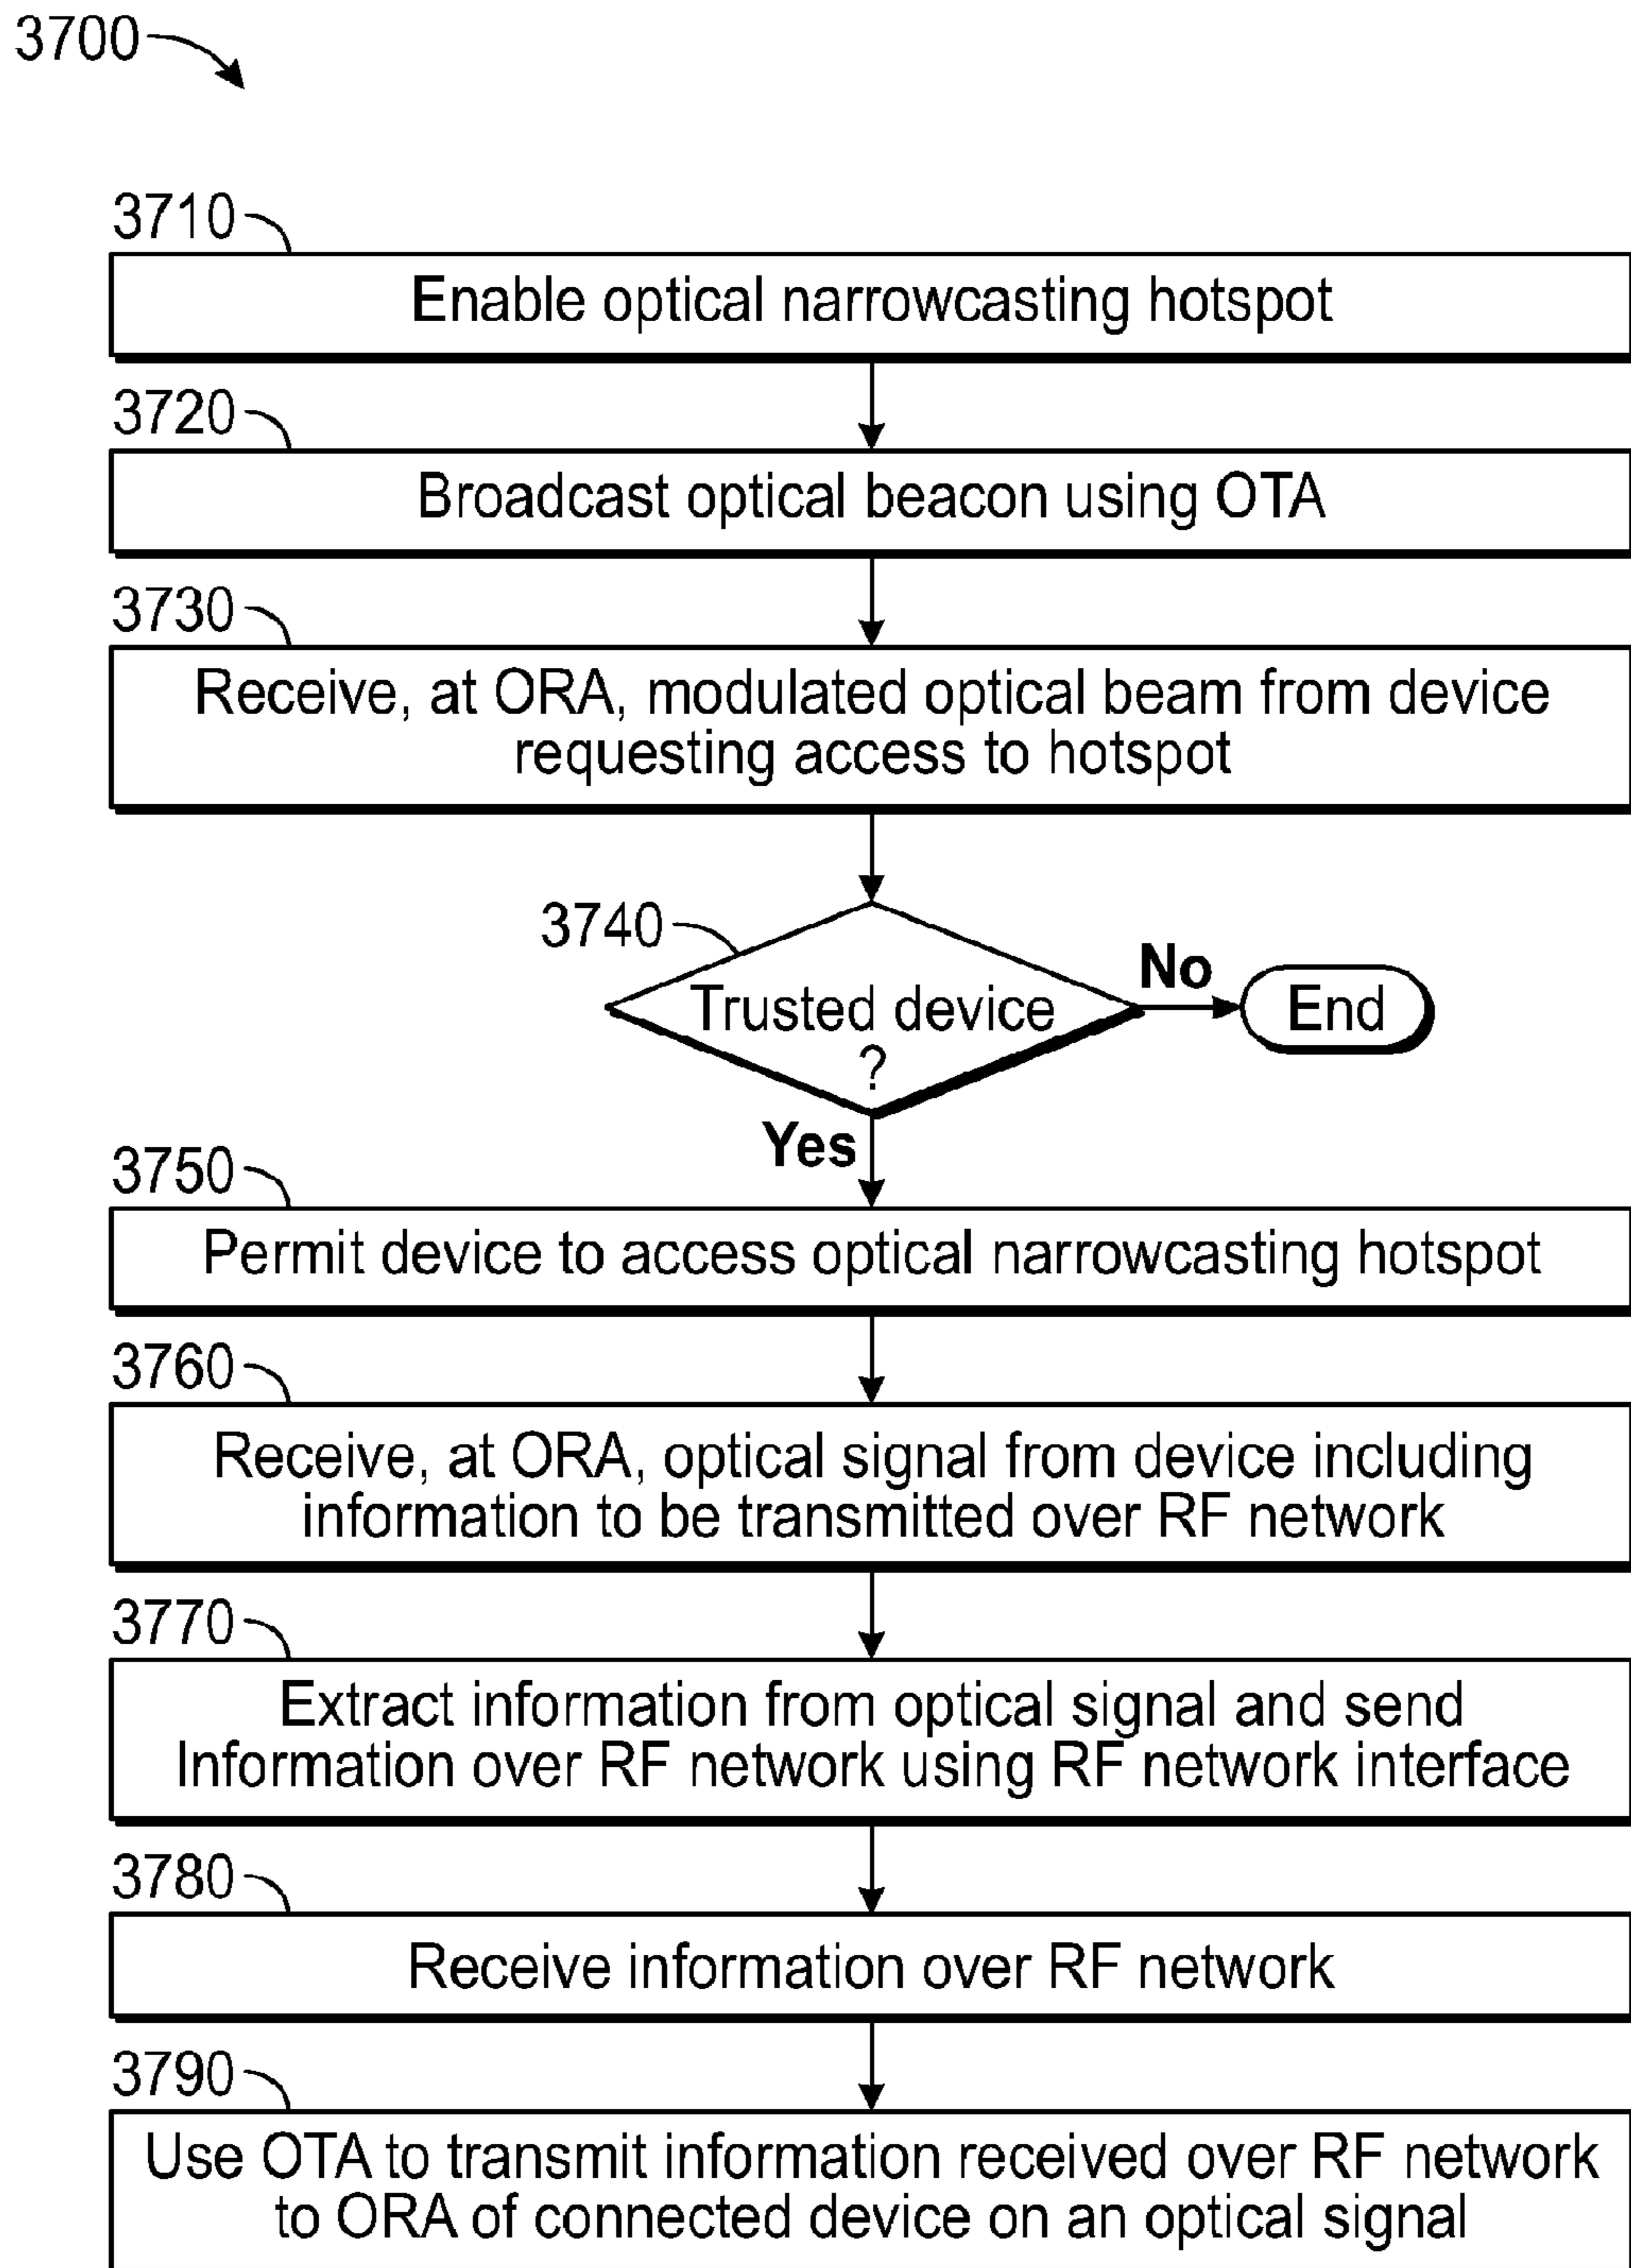 3700
3710
Enable optical narrowcasting hotspot
3720
Broadcast optical beacon using OTA
3730
Receive, at ORA, modulated optical beam from device
requesting access to hotspot
3740
Trusted device
?
No
End
Yes
3750
Permit device to access optical narrowcasting hotspot
3760
Receive, at ORA, optical signal from device including
information to be transmitted over RF network
3770
Extract information from optical signal and send
Information over RF network using RF network interface
3780
Receive information over RF network
3790
Use OTA to transmit information received over RF network
to ORA of connected device on an optical signal